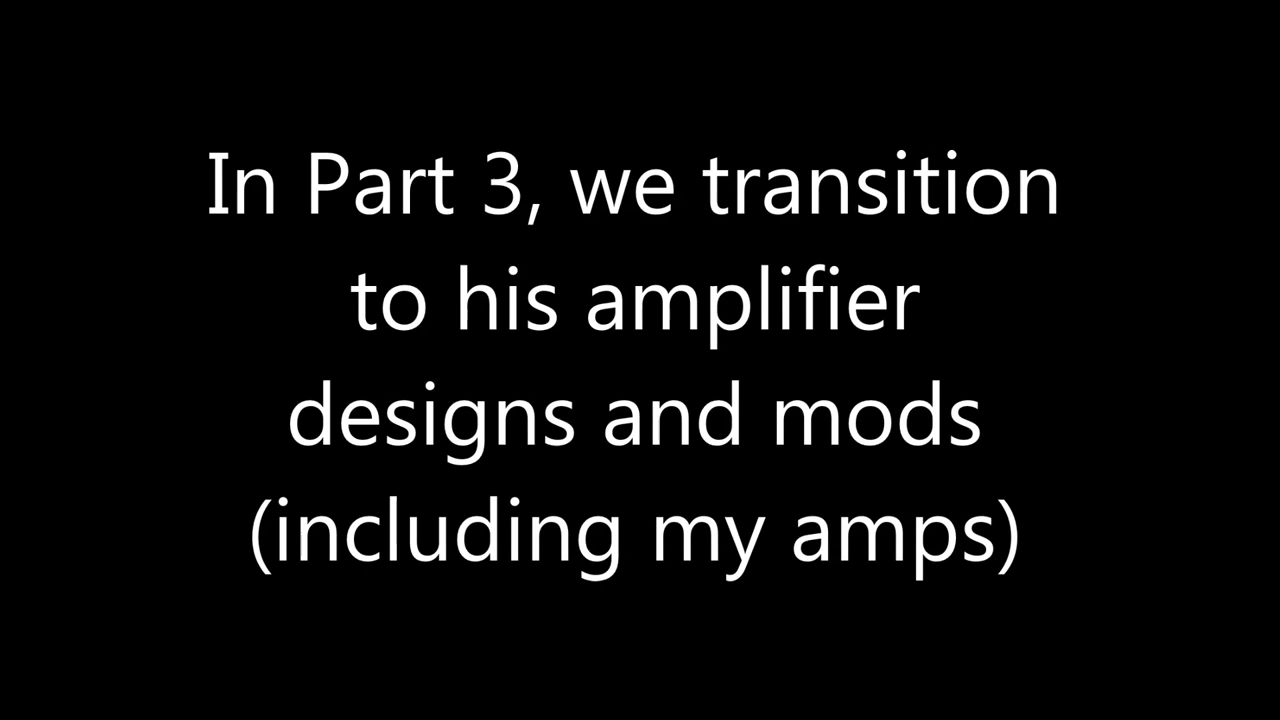 In Part 3, we transition
to his amplifier
designs and mods
(including my amps)